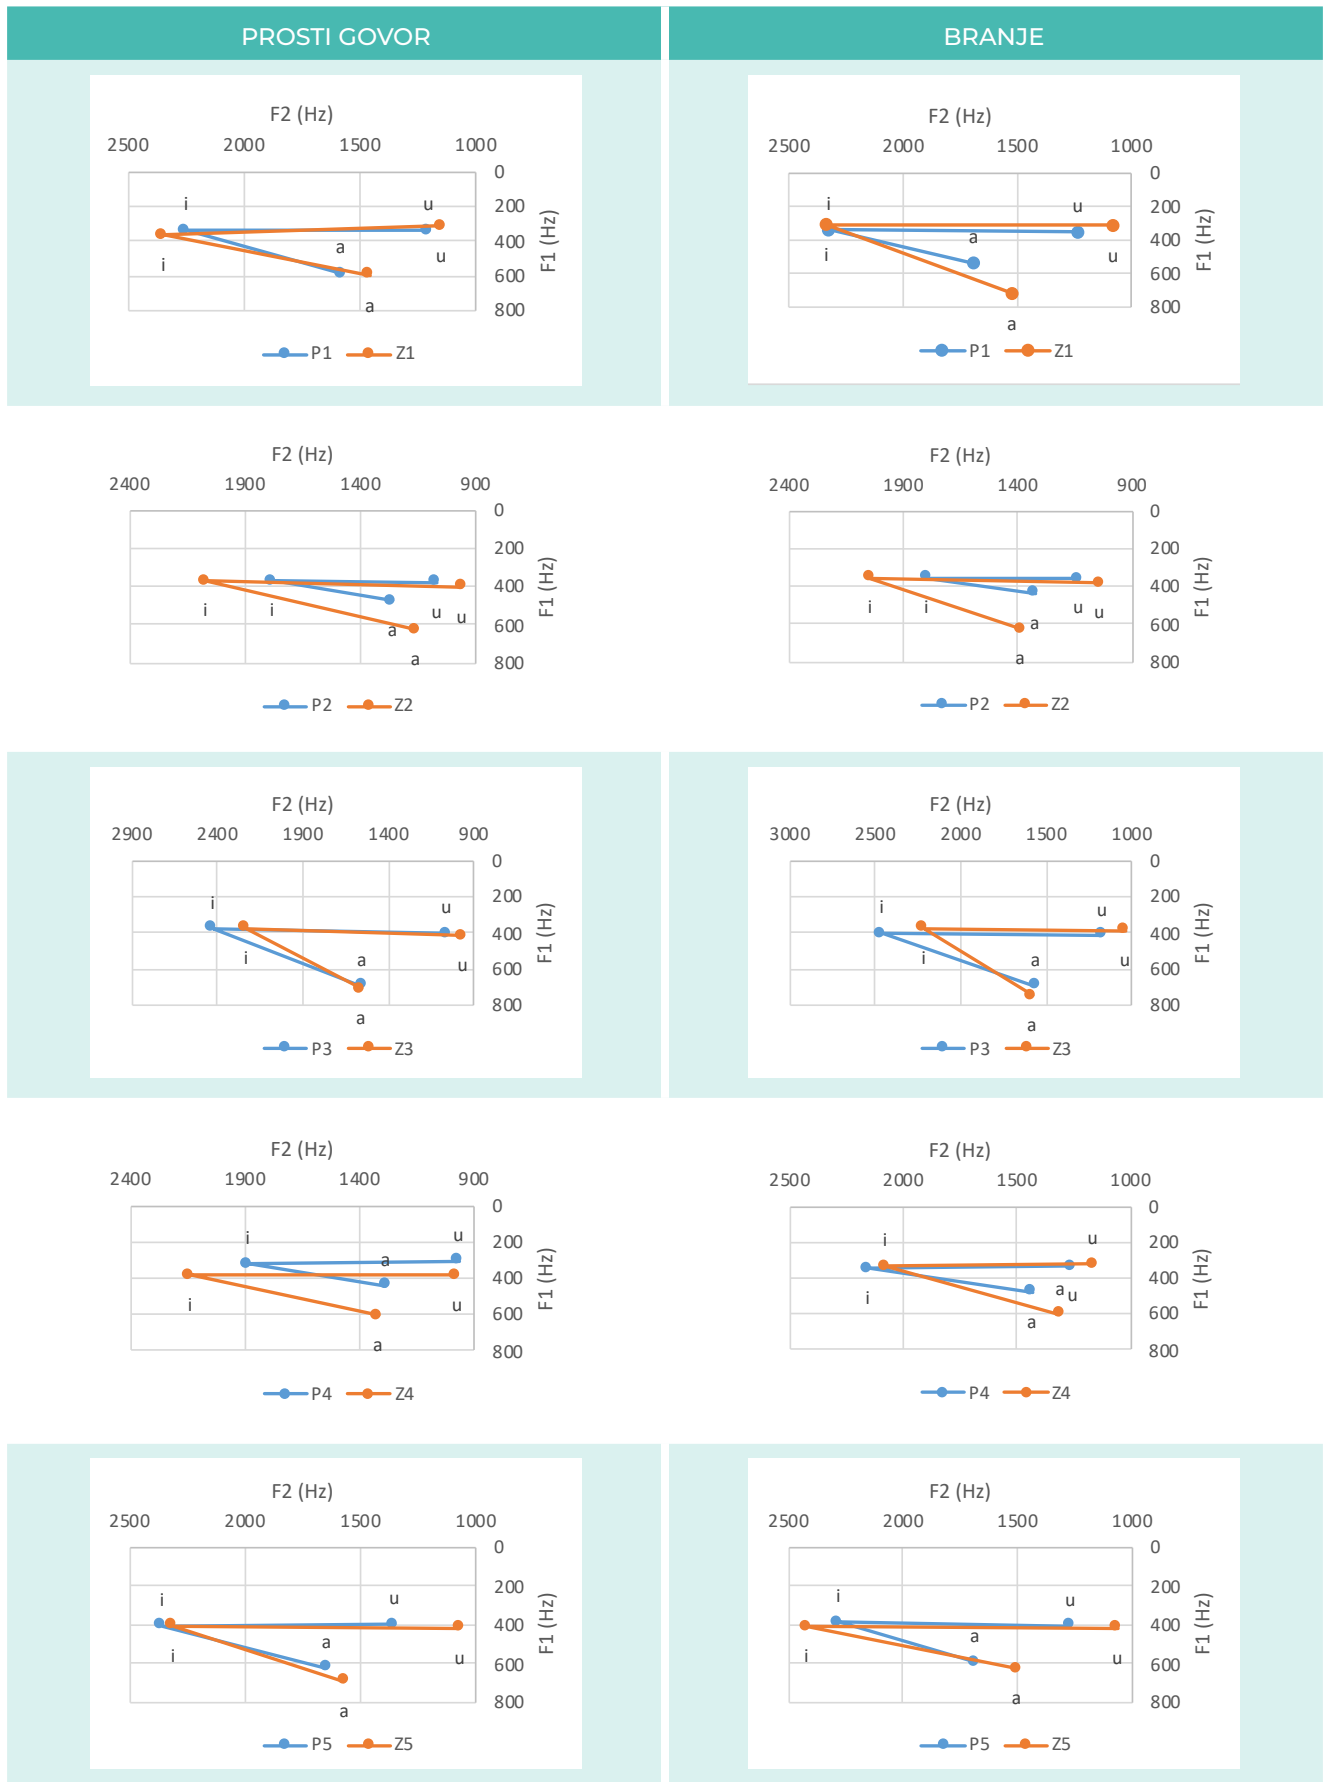 PROSTI GOVOR
BRANJE
F2 (Hz)
2500 2000 1500 1000
0
200
400
600
800
F1 (Hz)
i
u
a
i
u
a
P1 Z1
F2 (Hz)
2500 2000 1500 1000
0
200
400
600
800
F1 (Hz)
i
u
a
i
u
a
P1 Z1
F2 (Hz)
2400 1900 1400 900
0
200
400
600
800
F1 (Hz)
i i u u
a
a
P2 Z2
F2 (Hz)
2400 1900 1400 900
0
200
400
600
800
F1 (Hz)
i i u u
a
a
P2 Z2
F2 (Hz)
2900 2400 1900 1400 900
0
200
400
600
800
F1 (Hz)
i
u
i a u
a
P3 Z3
F2 (Hz)
3000 2500 2000 1500 1000
0
200
400
600
800
F1 (Hz)
i
u
i a u
a
P3 Z3
F2 (Hz)
2400 1900 1400 900
0
200
400
600
800
F1 (Hz)
i u
a
i u
a
P4 Z4
F2 (Hz)
2500 2000 1500 1000
0
200
400
600
800
F1 (Hz)
i u
i a u
a
P4 Z4
F2 (Hz)
2500 2000 1500 1000
0
200
400
600
800
F1 (Hz)
i u
a
i u
a
P5 Z5
F2 (Hz)
2500 2000 1500 1000
0
200
400
600
800
F1 (Hz)
i u
a
i u
a
P5 Z5